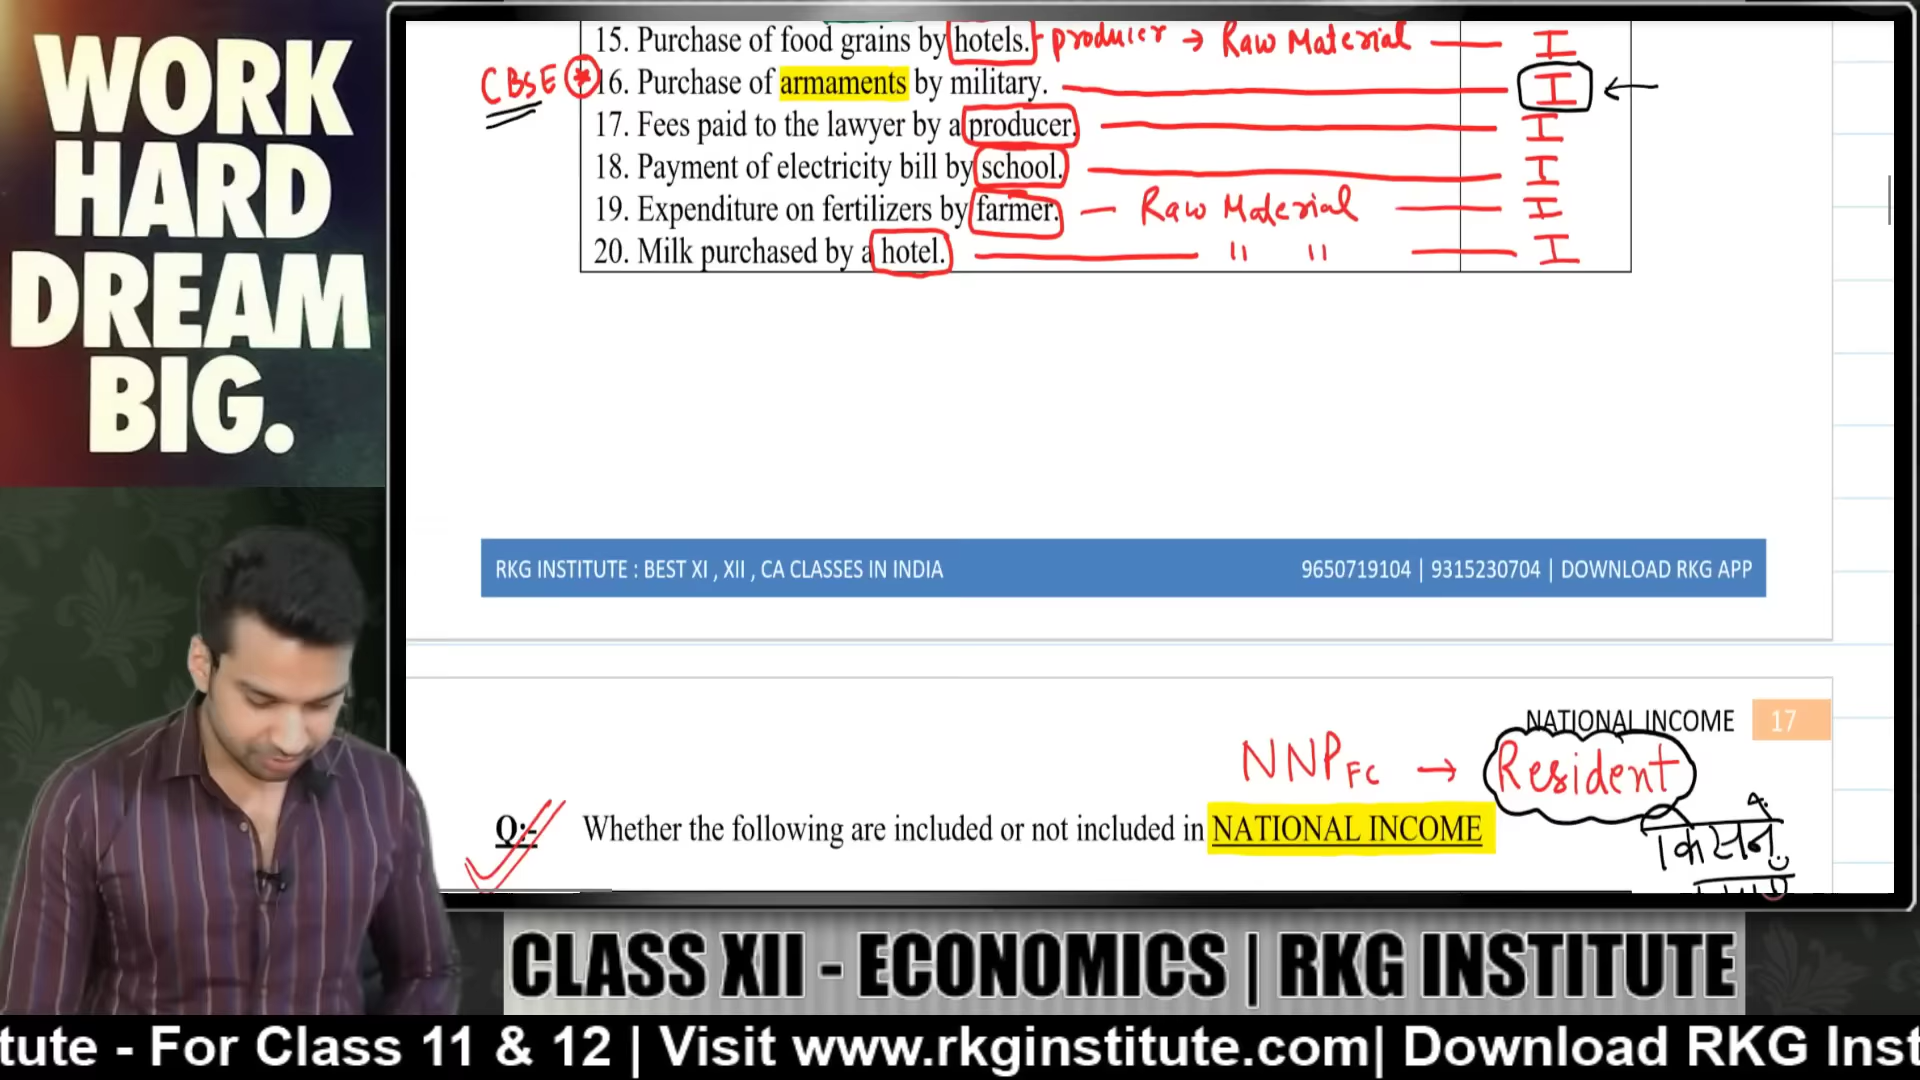 WORK
HARD
DREAM
BIG.
15. Purchase of food grains by hotels. producer → Raw Material I
CBSE * 16. Purchase of armaments by military. I ←
17. Fees paid to the lawyer by a producer. I
18. Payment of electricity bill by school. I
19. Expenditure on fertilizers by farmer. — Raw Material — I
20. Milk purchased by a hotel. — " " — I
RKG INSTITUTE : BEST XI , XII , CA CLASSES IN INDIA 9650719104 | 9315230704 | DOWNLOAD RKG APP
NATIONAL INCOME 17
NNP FC → Resident
Q:- Whether the following are included or not included in NATIONAL INCOME
किसने
CLASS XII - ECONOMICS | RKG INSTITUTE
tute - For Class 11 & 12 | Visit www.rkginstitute.com| Download RKG Inst